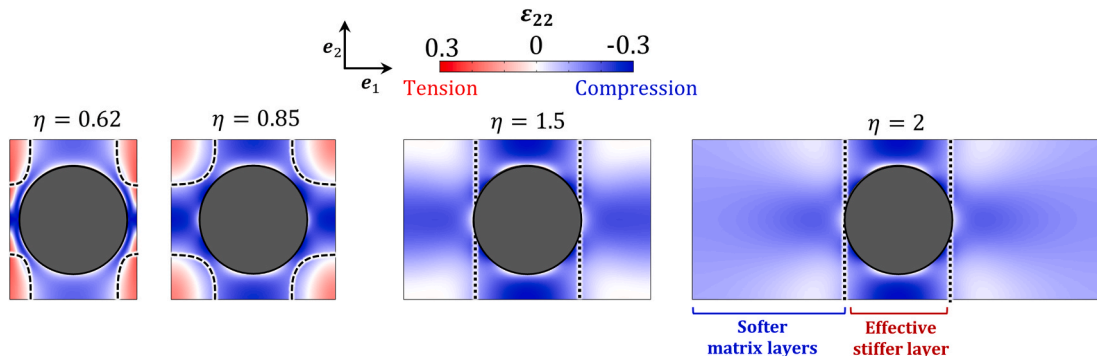 ε₂₂
e₂
0.3 0 -0.3
e₁
Tension Compression
η = 0.62 η = 0.85 η = 1.5 η = 2
Softer
matrix layers
Effective
stiffer layer